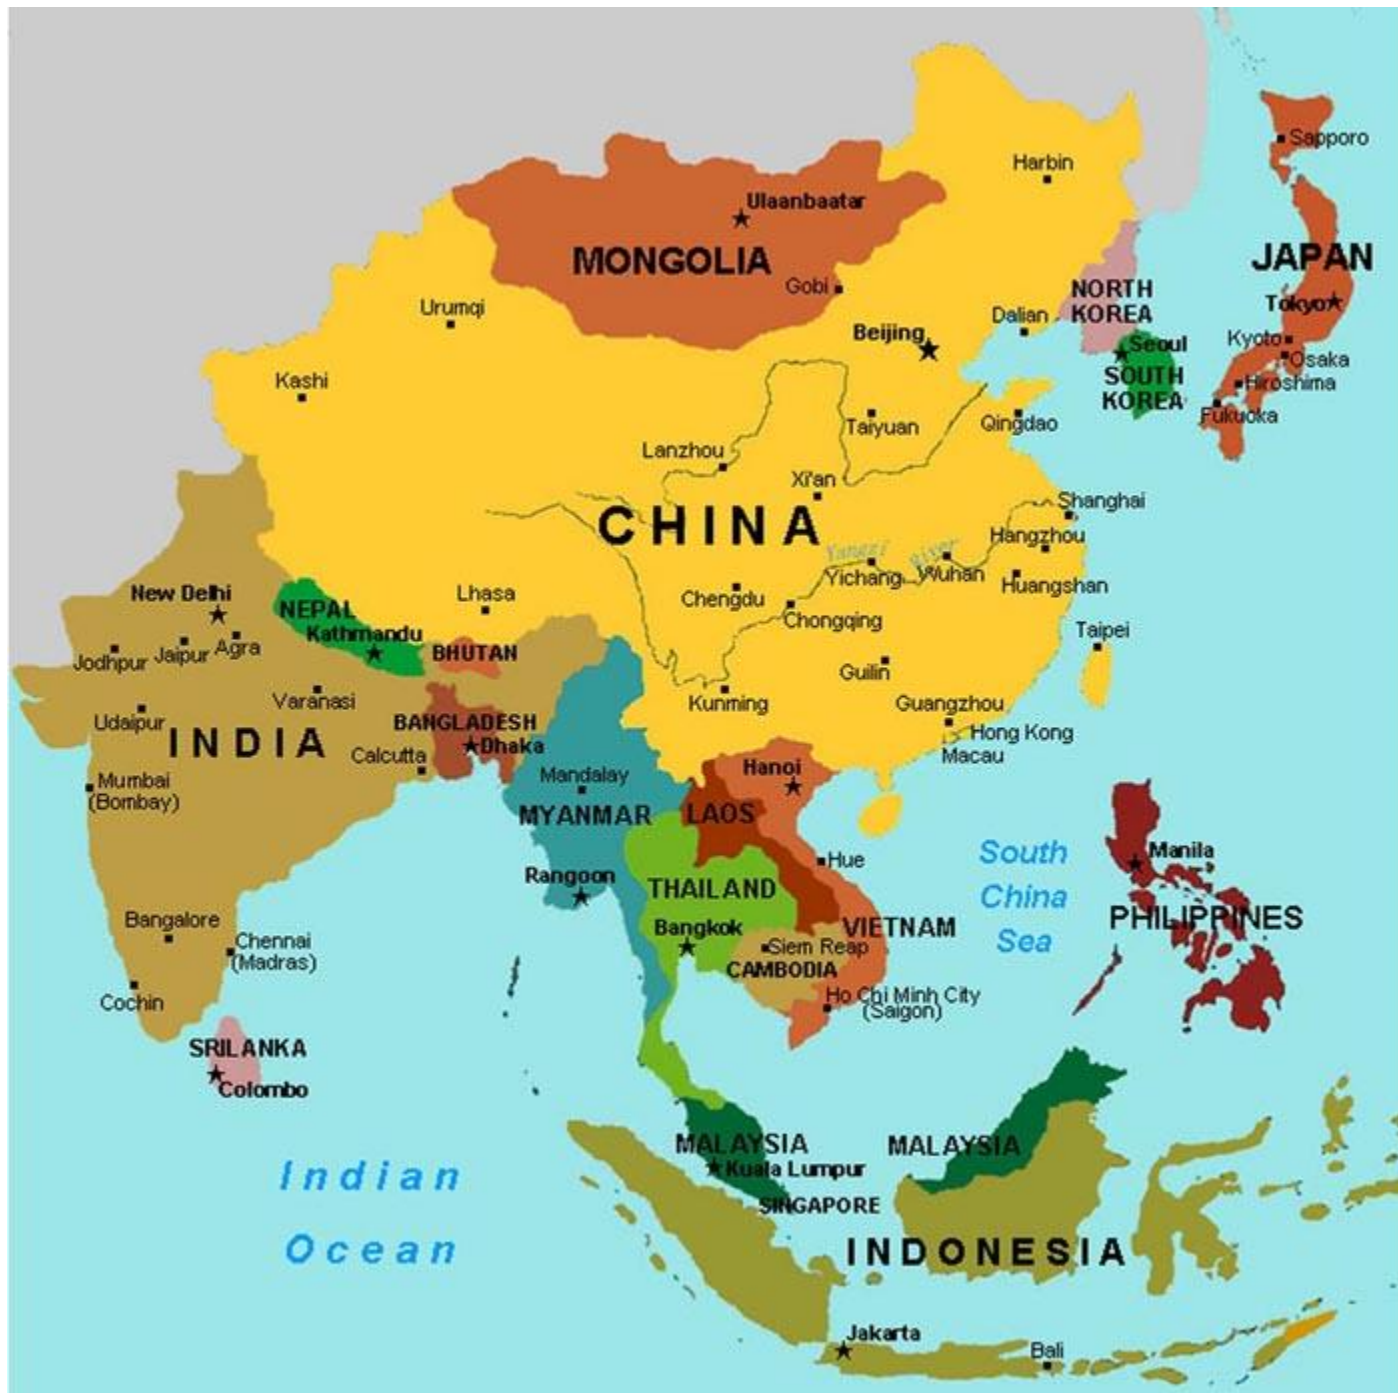 Sapporo
Harbin
Ulaanbaatar
MONGOLIA
JAPAN
Gobi
NORTH
KOREA
Tokyo
Urumqi
Dalian
Beijing
Seoul
Kyoto
Osaka
Kashi
SOUTH
KOREA
Hiroshima
Fukuoka
Taiyuan
Qingdao
Lanzhou
Xi'an
Shanghai
CHINA
Hangzhou
Yangzi River
Yichang
Wuhan
Huangshan
New Delhi
NEPAL
Lhasa
Chengdu
Chongqing
Kathmandu
Taipei
Jodhpur
Jaipur
Agra
BHUTAN
Guilin
Varanasi
Kunming
Guangzhou
Udaipur
INDIA
BANGLADESH
Hong Kong
Calcutta
Dhaka
Macau
Hanoi
Mumbai
(Bombay)
Mandalay
MYANMAR
LAOS
South
China
Sea
Hue
Manila
Rangoon
THAILAND
PHILIPPINES
Bangalore
Bangkok
VIETNAM
Chennai
(Madras)
Siem Reap
CAMBODIA
Cochin
Ho Chi Minh City
(Saigon)
SRILANKA
Colombo
MALAYSIA
MALAYSIA
Kuala Lumpur
Indian
Ocean
SINGAPORE
INDONESIA
Jakarta
Bali